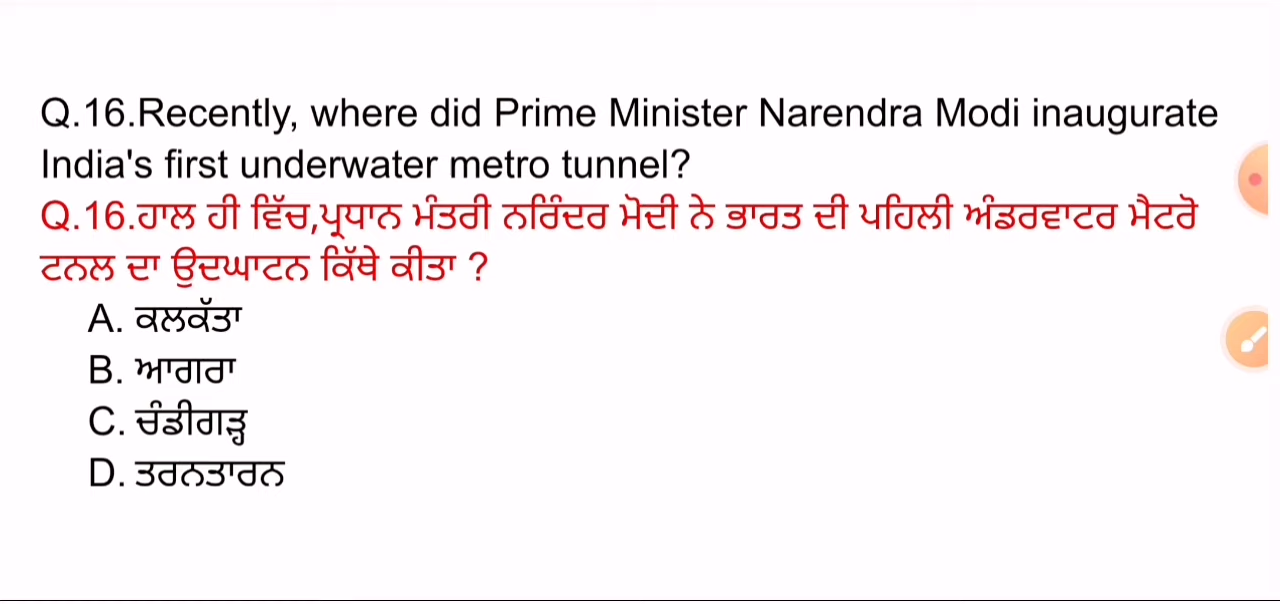 Q.16.Recently, where did Prime Minister Narendra Modi inaugurate
India's first underwater metro tunnel?
Q.16.ਹਾਲ ਹੀ ਵਿੱਚ,ਪ੍ਰਧਾਨ ਮੰਤਰੀ ਨਰਿੰਦਰ ਮੋਦੀ ਨੇ ਭਾਰਤ ਦੀ ਪਹਿਲੀ ਅੰਡਰਵਾਟਰ ਮੈਟਰੋ
ਟਨਲ ਦਾ ਉਦਘਾਟਨ ਕਿੱਥੇ ਕੀਤਾ ?
A. ਕਲਕੱਤਾ
B. ਆਗਰਾ
C. ਚੰਡੀਗੜ੍ਹ
D. ਤਰਨਤਾਰਨ